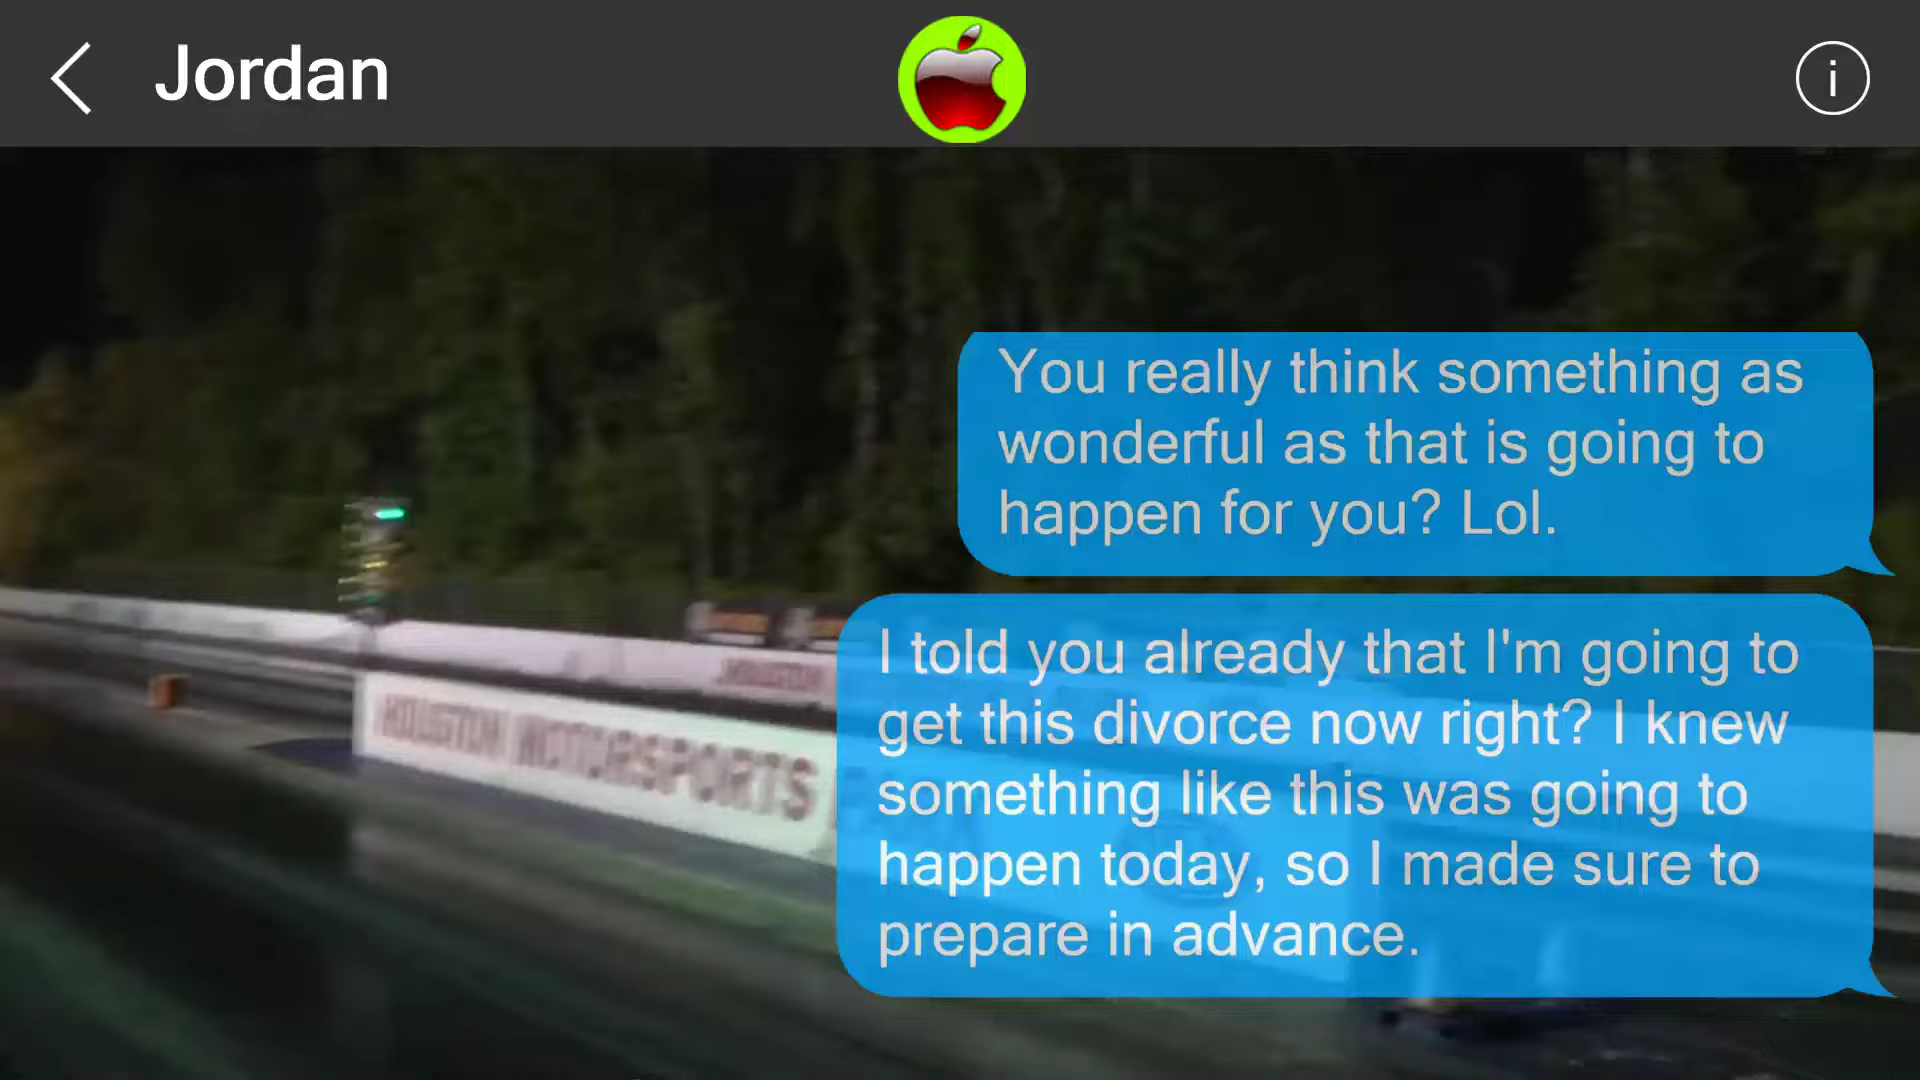 Jordan
You really think something as
wonderful as that is going to
happen for you? Lol.
I told you already that I'm going to
get this divorce now right? I knew
something like this was going to
happen today, so I made sure to
prepare in advance.
HOUSTON MOTORSPORTS